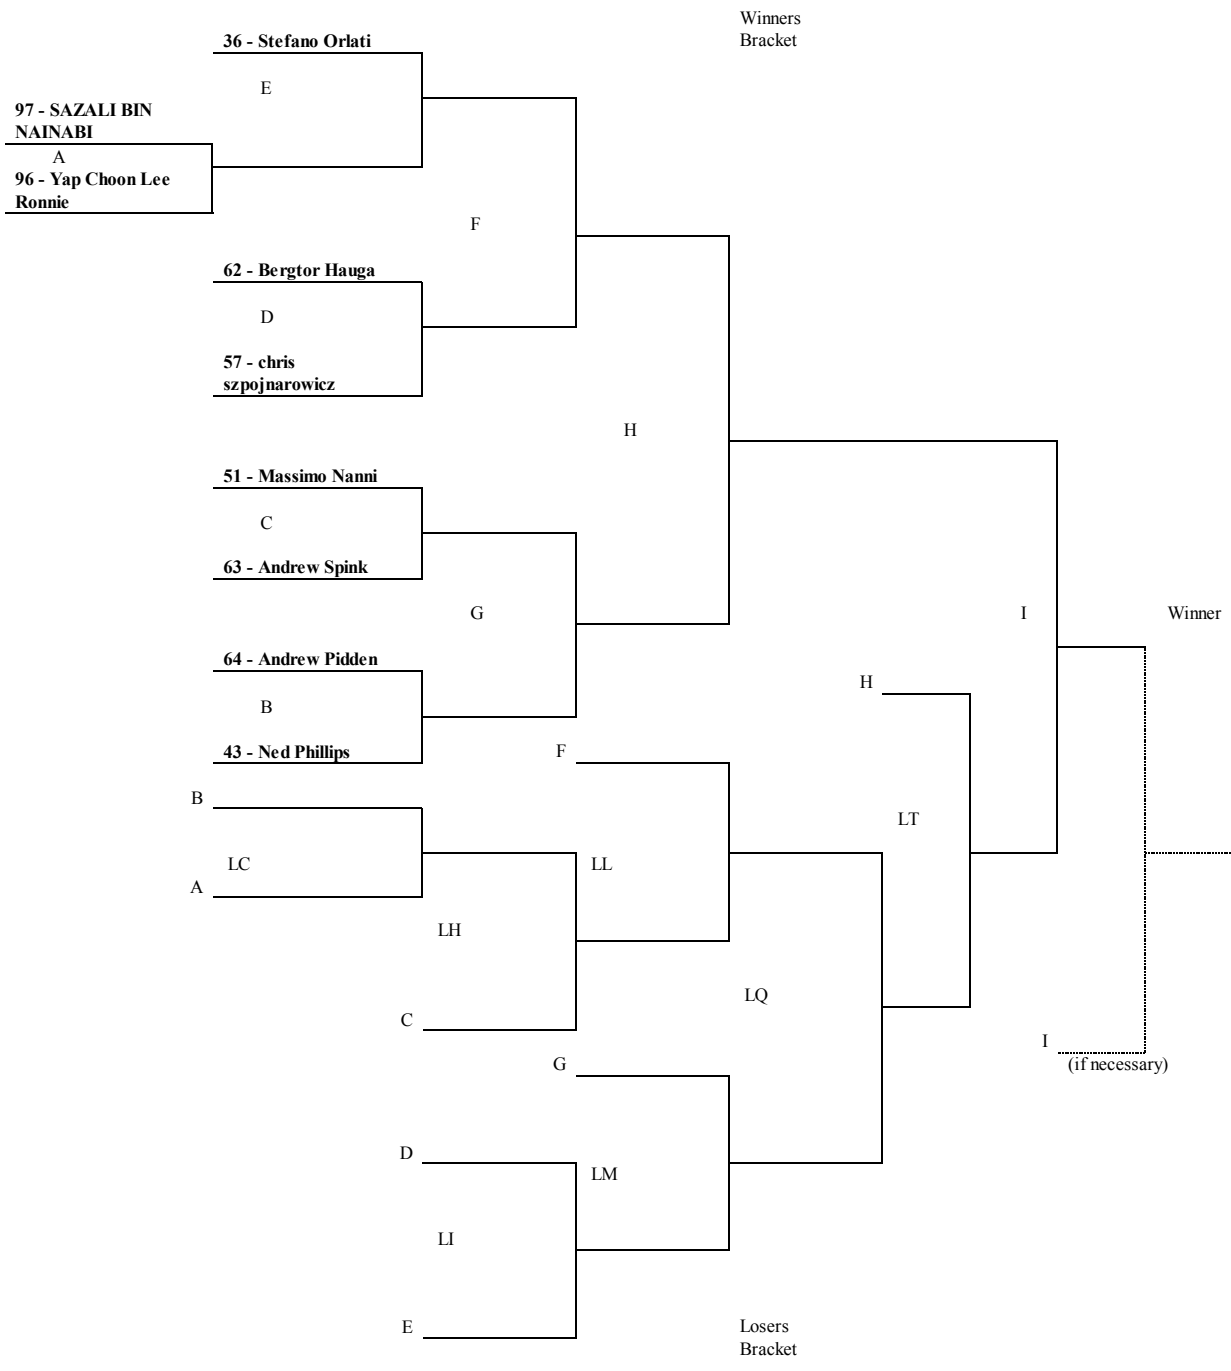 Winners
Bracket
36 - Stefano Orlati
E
97 - SAZALI BIN
NAINABI
A
96 - Yap Choon Lee
Ronnie
F
62 - Bergtor Hauga
D
57 - chris
szpojnarowicz
H
51 - Massimo Nanni
C
63 - Andrew Spink
G
I
Winner
64 - Andrew Pidden
H
B
43 - Ned Phillips
F
B
LT
LC
LL
A
LH
LQ
C
I
(if necessary)
G
D
LM
LI
E
Losers
Bracket